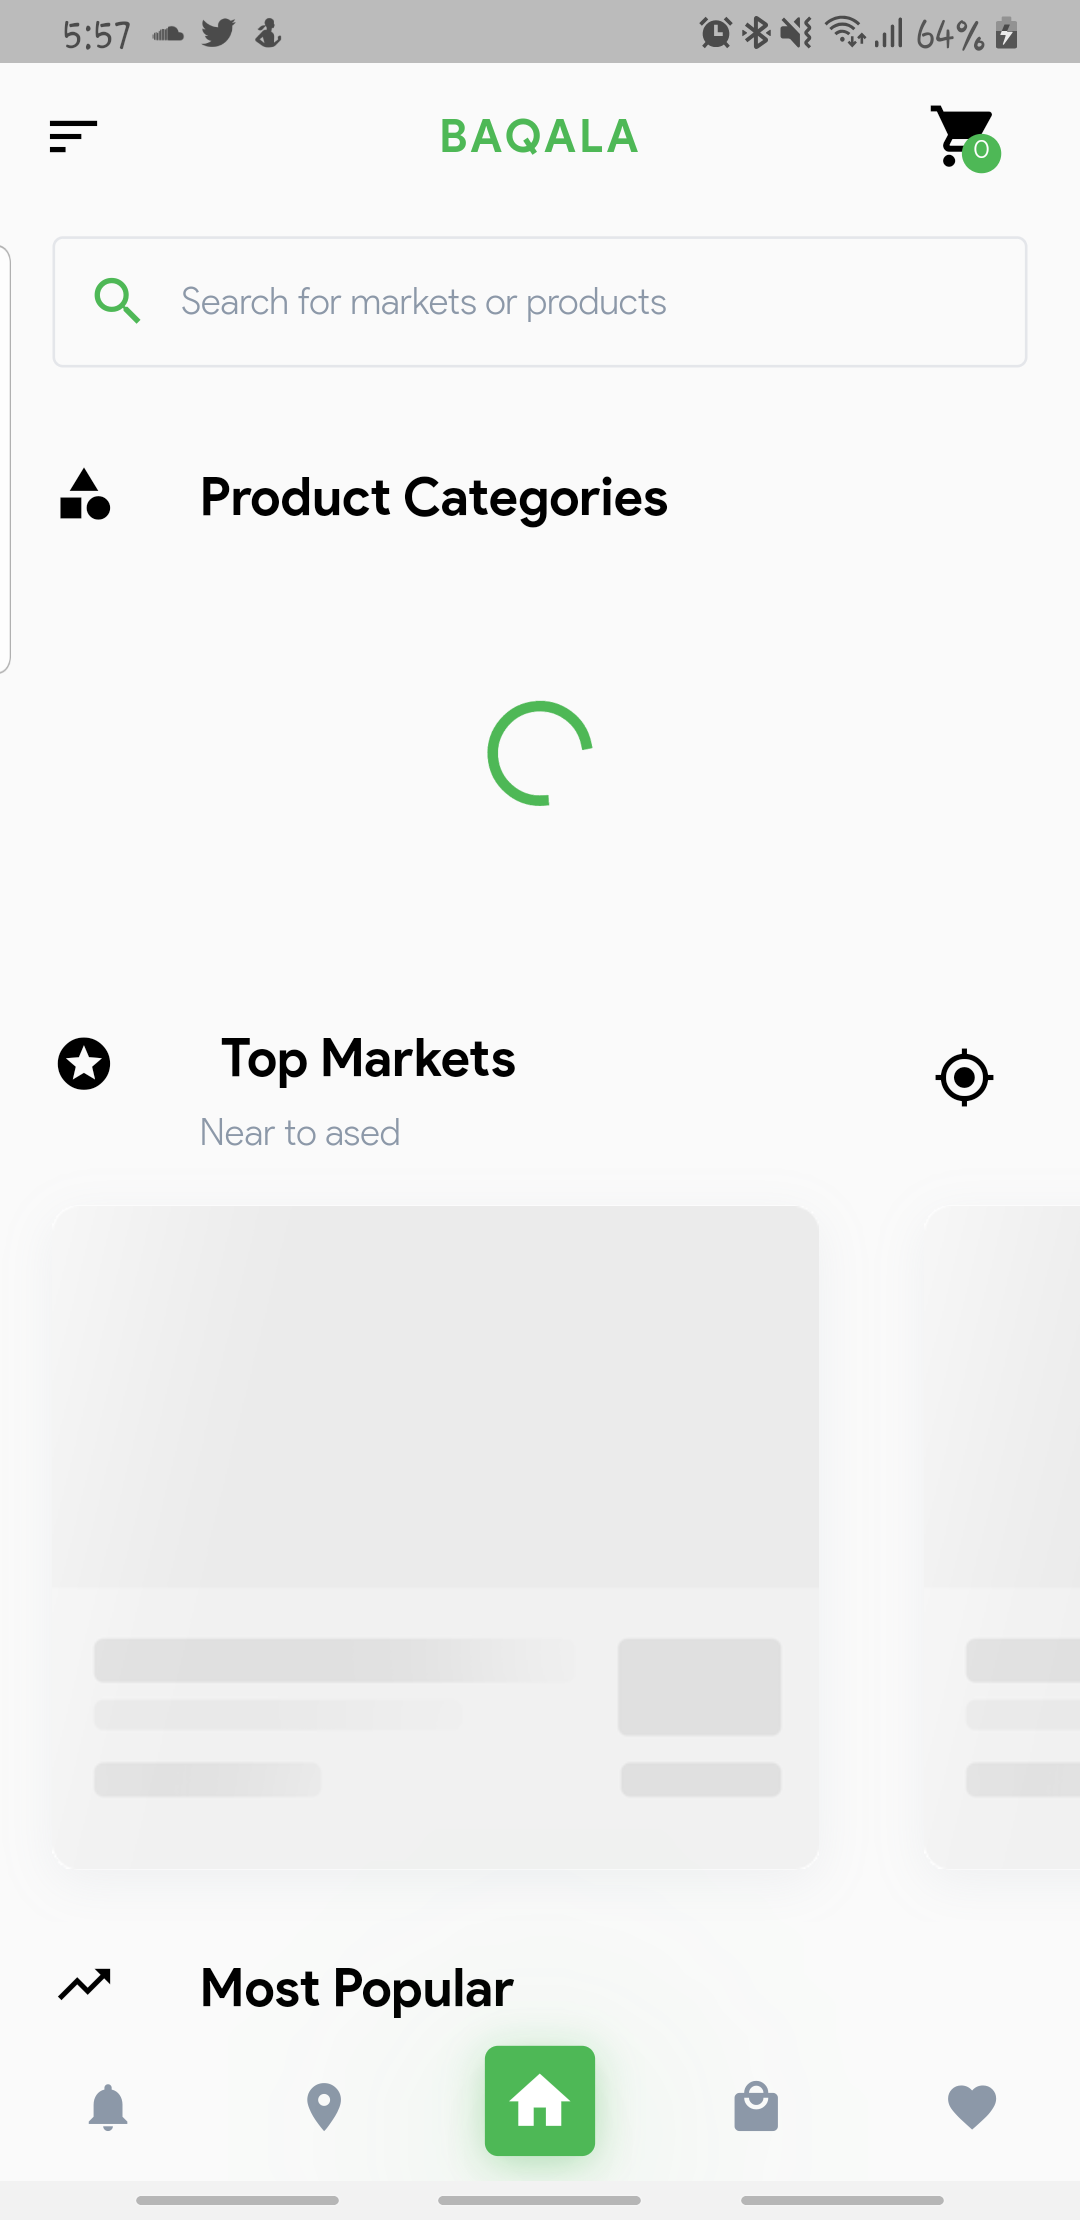 5:57 64%
BAQALA
0
Search for markets or products
Product Categories
Top Markets
Near to ased
Most Popular